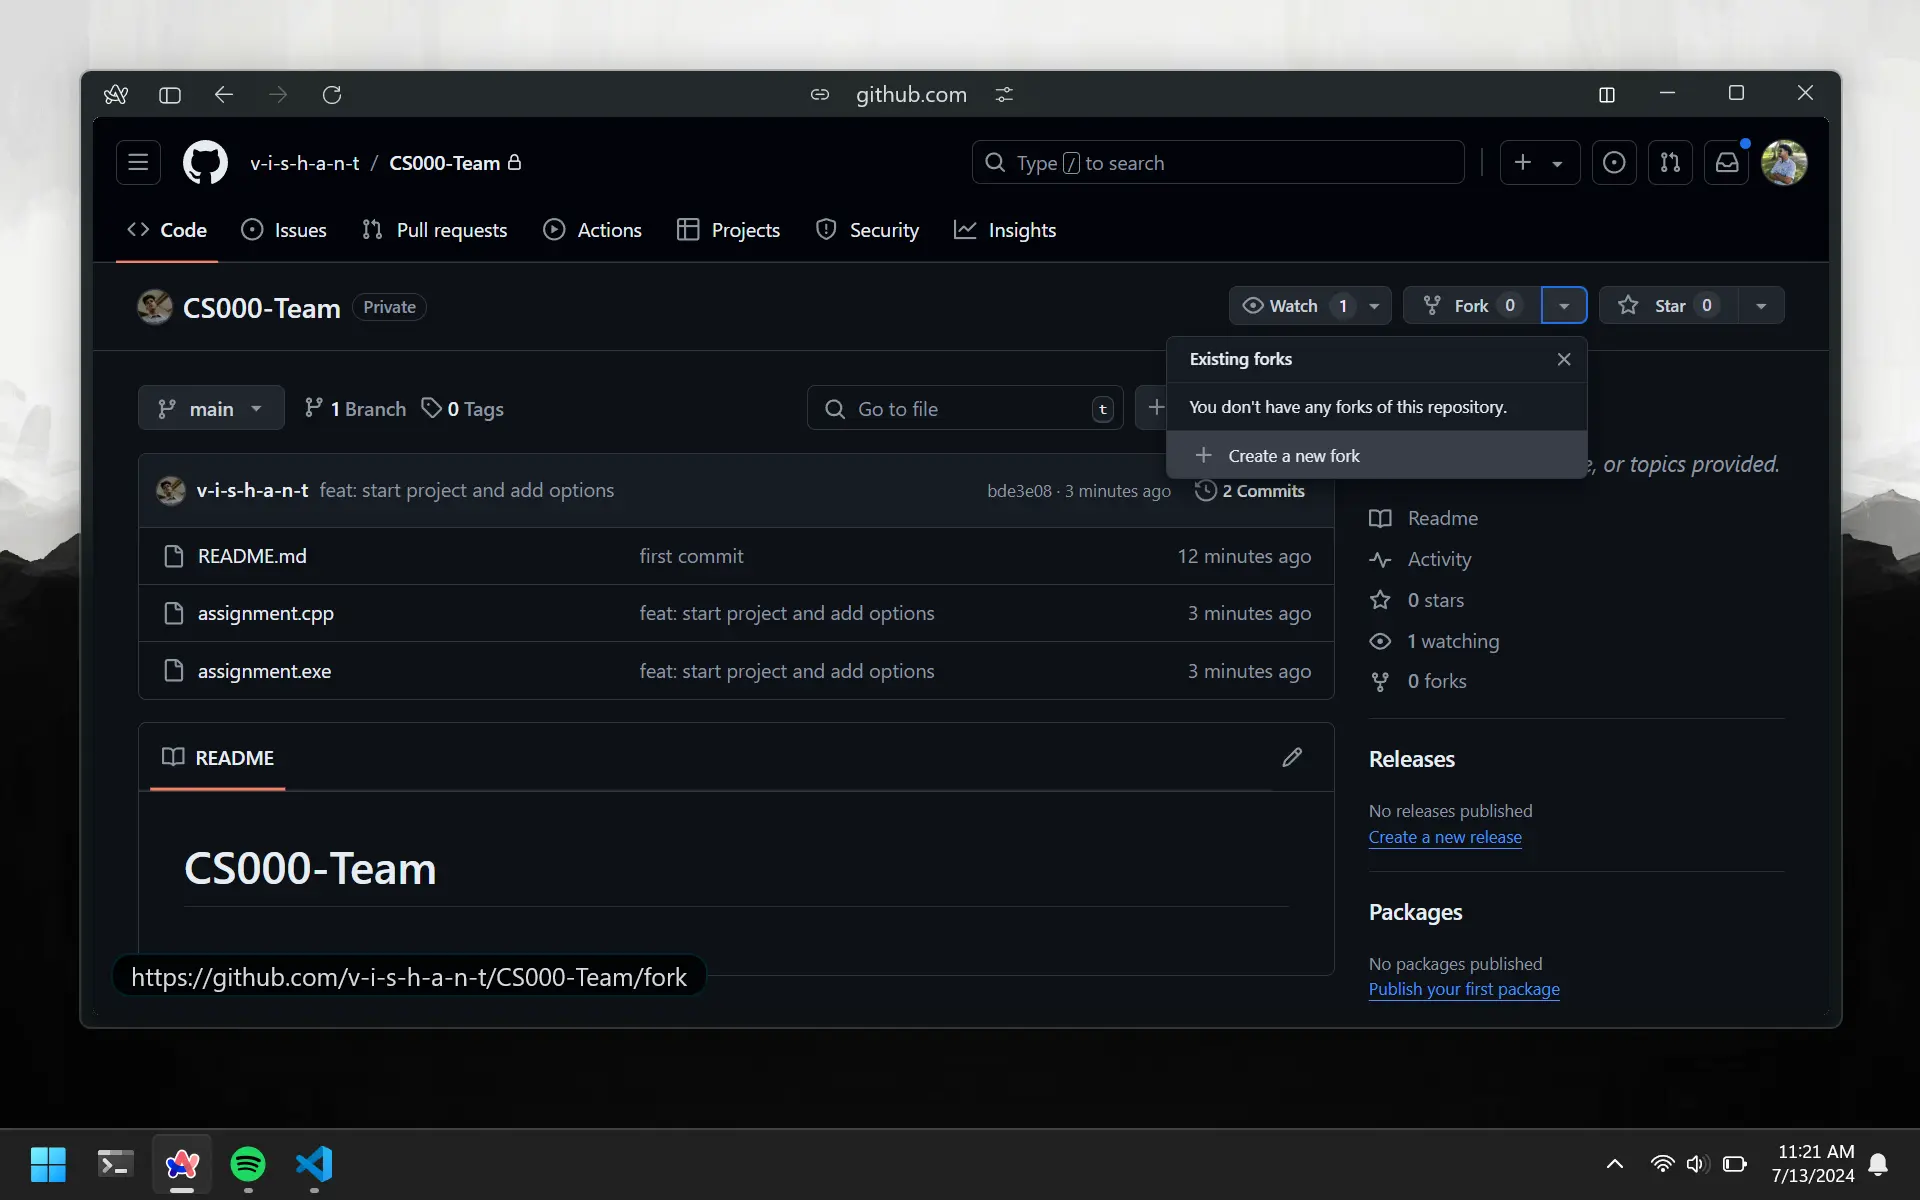 github.com
v-i-s-h-a-n-t / CS000-Team
Type / to search
Code
Issues
Pull requests
Actions
Projects
Security
Insights
CS000-Team
Private
Watch 1
Fork 0
Star 0
Existing forks
You don't have any forks of this repository.
Create a new fork
main
1 Branch
0 Tags
Go to file
t
, or topics provided.
v-i-s-h-a-n-t feat: start project and add options
bde3e08 · 3 minutes ago
2 Commits
README.md first commit 12 minutes ago
assignment.cpp feat: start project and add options 3 minutes ago
assignment.exe feat: start project and add options 3 minutes ago
Readme
Activity
0 stars
1 watching
0 forks
README
CS000-Team
Releases
No releases published
Create a new release
Packages
No packages published
Publish your first package
https://github.com/v-i-s-h-a-n-t/CS000-Team/fork
11:21 AM
7/13/2024